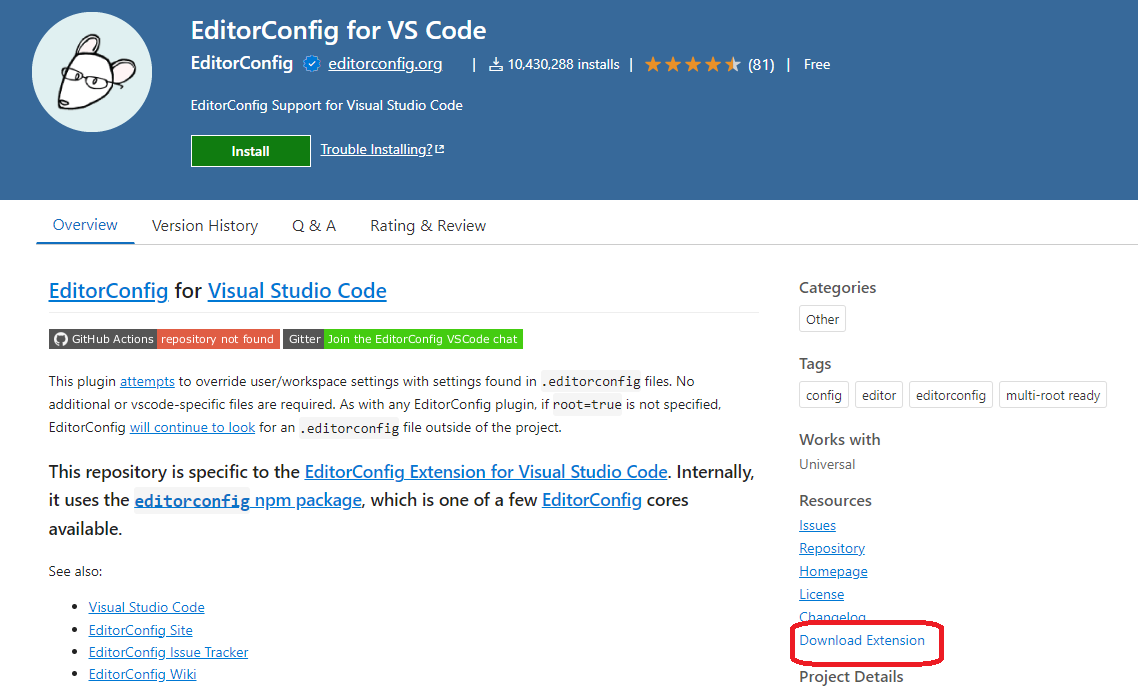 EditorConfig for VS Code
EditorConfig editorconfig.org | 10,430,288 installs | (81) | Free
EditorConfig Support for Visual Studio Code
Install Trouble Installing?
Overview Version History Q & A Rating & Review
EditorConfig for Visual Studio Code
GitHub Actions repository not found Gitter Join the EditorConfig VSCode chat
This plugin attempts to override user/workspace settings with settings found in .editorconfig files. No
additional or vscode-specific files are required. As with any EditorConfig plugin, if root=true is not specified,
EditorConfig will continue to look for an .editorconfig file outside of the project.
This repository is specific to the EditorConfig Extension for Visual Studio Code. Internally,
it uses the editorconfig npm package, which is one of a few EditorConfig cores
available.
See also:
Visual Studio Code
EditorConfig Site
EditorConfig Issue Tracker
EditorConfig Wiki
Categories
Other
Tags
config editor editorconfig multi-root ready
Works with
Universal
Resources
Issues
Repository
Homepage
License
Changelog
Download Extension
Project Details